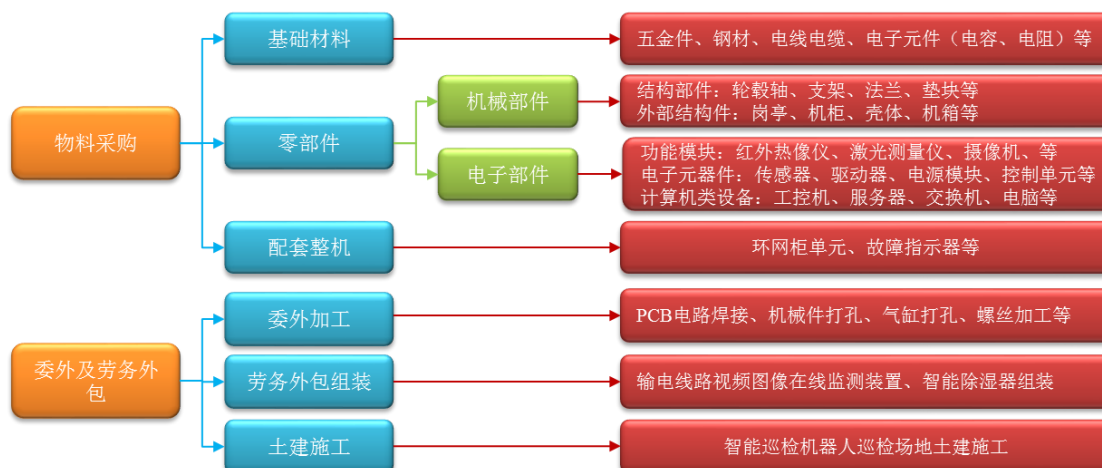 基础材料
五金件、钢材、电线电缆、电子元件（电容、电阻）等
物料采购
零部件
机械部件
结构部件：轮毂轴、支架、法兰、垫块等
外部结构件：岗亭、机柜、壳体、机箱等
电子部件
功能模块：红外热像仪、激光测量仪、摄像机、等
电子元器件：传感器、驱动器、电源模块、控制单元等
计算机类设备：工控机、服务器、交换机、电脑等
配套整机
环网柜单元、故障指示器等
委外及劳务外
包
委外加工
PCB电路焊接、机械件打孔、气缸打孔、螺丝加工等
劳务外包组装
输电线路视频图像在线监测装置、智能除湿器组装
土建施工
智能巡检机器人巡检场地土建施工